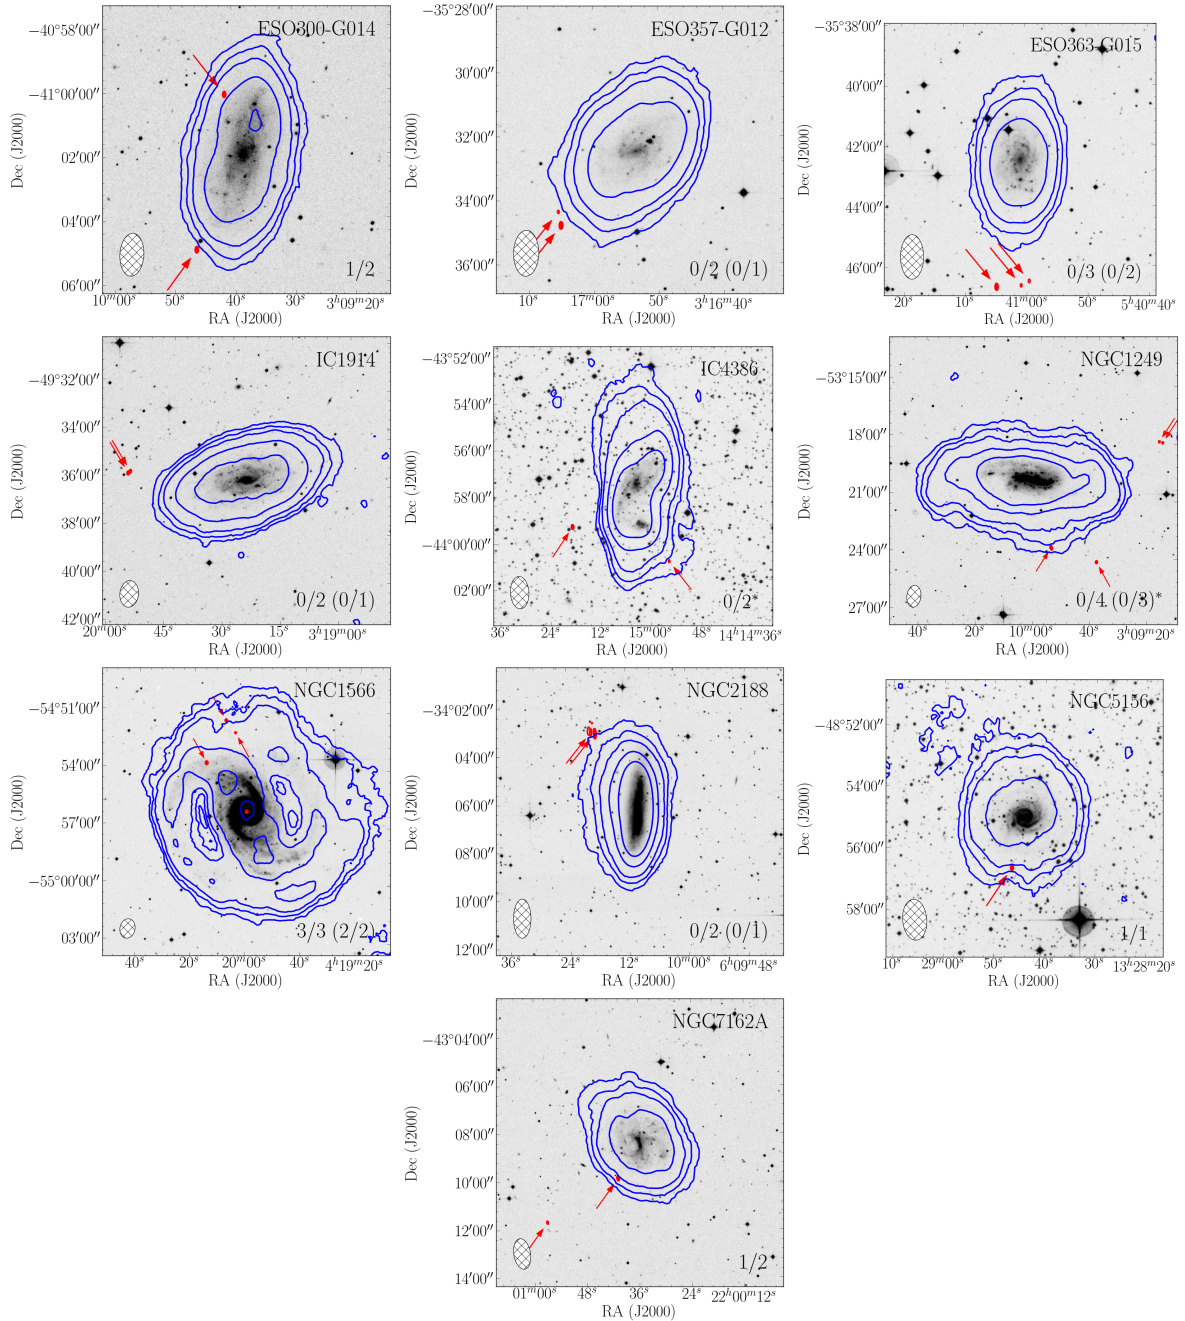 ESO300-G014
−40°58′00″
−41°00′00″
02′00″
04′00″
06′00″
Dec (J2000)
1/2
10ᵐ00ˢ 50ˢ 40ˢ 30ˢ 3ʰ09ᵐ20ˢ
RA (J2000)
ESO357-G012
−35°28′00″
30′00″
32′00″
34′00″
36′00″
Dec (J2000)
0/2 (0/1)
10ˢ 17ᵐ00ˢ 50ˢ 3ʰ16ᵐ40ˢ
RA (J2000)
ESO363-G015
−35°38′00″
40′00″
42′00″
44′00″
46′00″
Dec (J2000)
0/3 (0/2)
20ˢ 10ˢ 41ᵐ00ˢ 50ˢ 5ʰ40ᵐ40ˢ
RA (J2000)
IC1914
−49°32′00″
34′00″
36′00″
38′00″
40′00″
42′00″
Dec (J2000)
0/2 (0/1)
20ᵐ00ˢ 45ˢ 30ˢ 15ˢ 3ʰ19ᵐ00ˢ
RA (J2000)
IC4386
−43°52′00″
54′00″
56′00″
58′00″
−44°00′00″
02′00″
Dec (J2000)
0/2*
36ˢ 24ˢ 12ˢ 15ᵐ00ˢ 48ˢ 14ʰ14ᵐ36ˢ
RA (J2000)
NGC1249
−53°15′00″
18′00″
21′00″
24′00″
27′00″
Dec (J2000)
0/4 (0/3)*
40ˢ 20ˢ 10ᵐ00ˢ 40ˢ 3ʰ09ᵐ20ˢ
RA (J2000)
NGC1566
−54°51′00″
54′00″
57′00″
−55°00′00″
03′00″
Dec (J2000)
3/3 (2/2)
40ˢ 20ˢ 20ᵐ00ˢ 40ˢ 4ʰ19ᵐ20ˢ
RA (J2000)
NGC2188
−34°02′00″
04′00″
06′00″
08′00″
10′00″
12′00″
Dec (J2000)
0/2 (0/1)
36ˢ 24ˢ 12ˢ 10ᵐ00ˢ 6ʰ09ᵐ48ˢ
RA (J2000)
NGC5156
−48°52′00″
54′00″
56′00″
58′00″
Dec (J2000)
1/1
10ˢ 29ᵐ00ˢ 50ˢ 40ˢ 30ˢ 13ʰ28ᵐ20ˢ
RA (J2000)
NGC7162A
−43°04′00″
06′00″
08′00″
10′00″
12′00″
14′00″
Dec (J2000)
1/2
01ᵐ00ˢ 48ˢ 36ˢ 24ˢ 22ʰ00ᵐ12ˢ
RA (J2000)